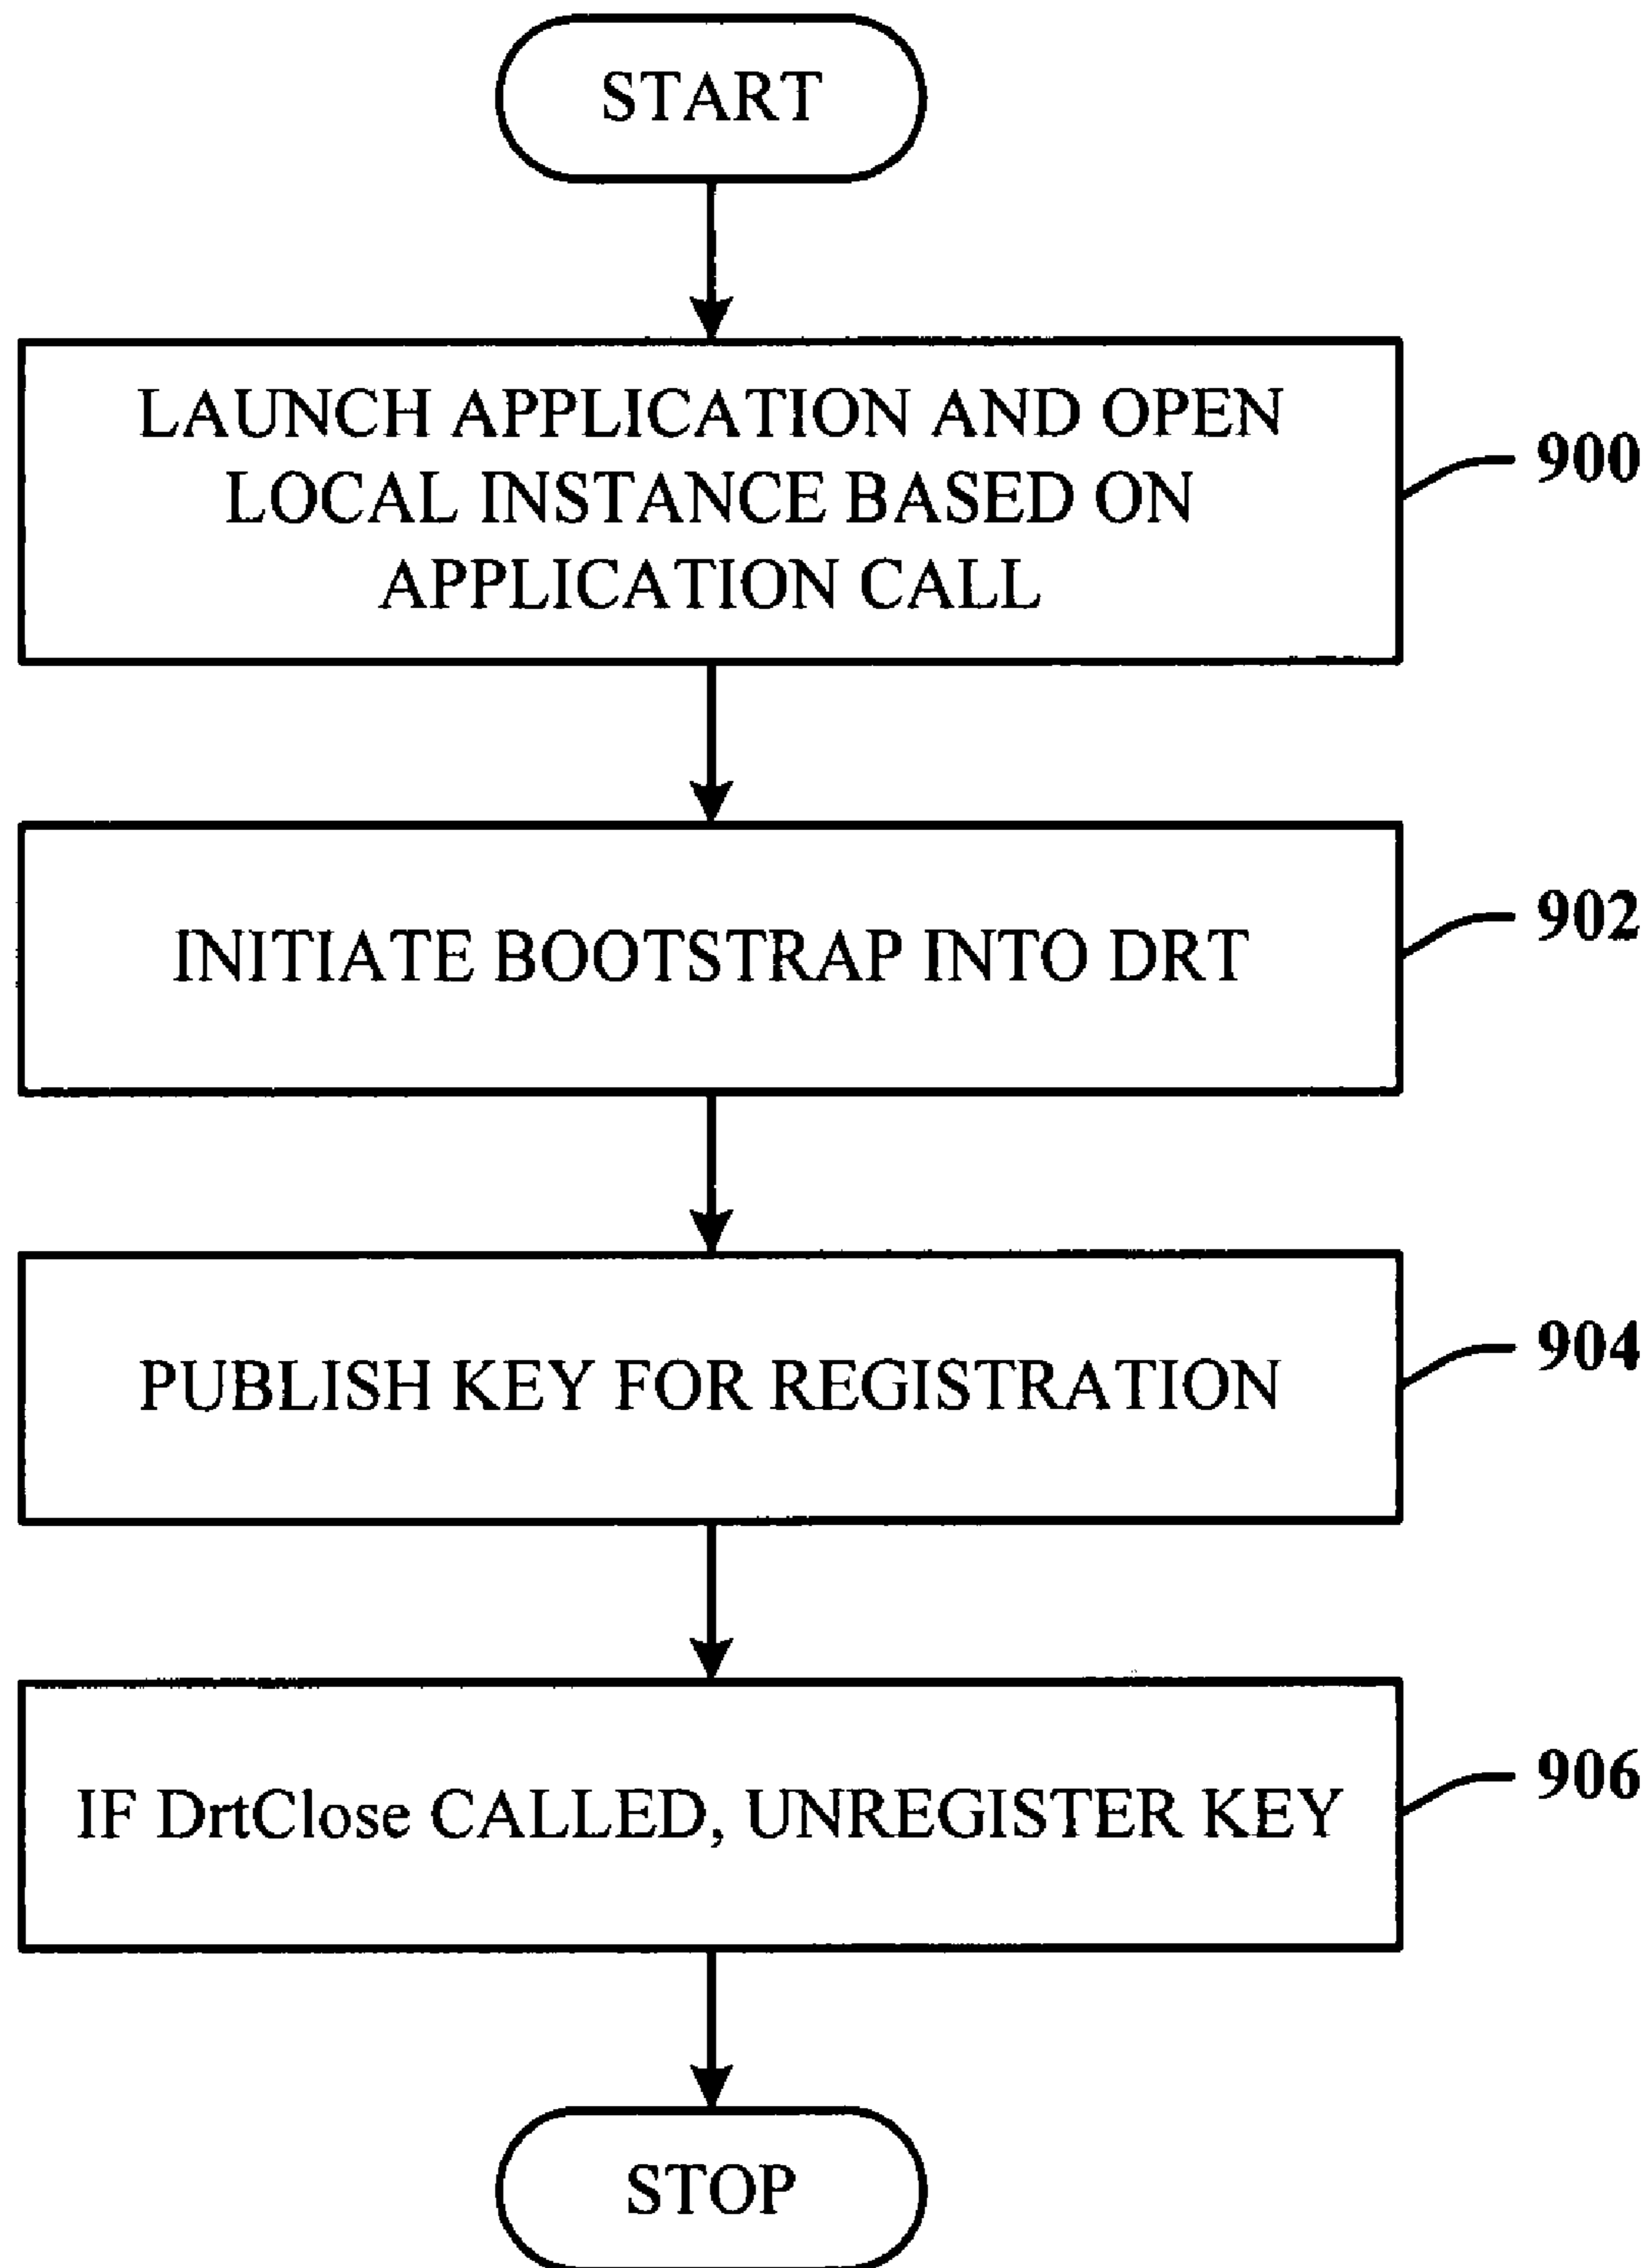 START
LAUNCH APPLICATION AND OPEN
LOCAL INSTANCE BASED ON
APPLICATION CALL
900
INITIATE BOOTSTRAP INTO DRT
902
PUBLISH KEY FOR REGISTRATION
904
IF DrtClose CALLED, UNREGISTER KEY
906
STOP